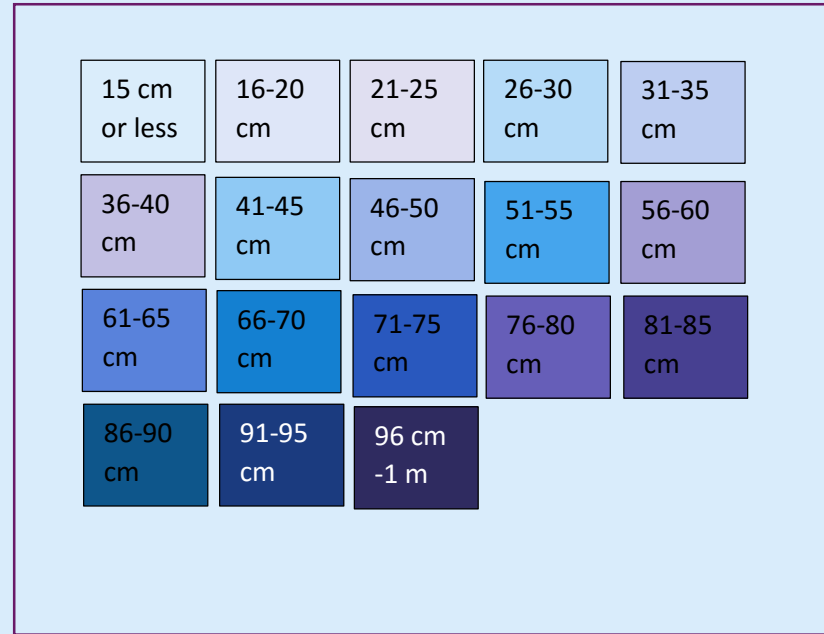 15 cm
or less
16-20
cm
21-25
cm
26-30
cm
31-35
cm
36-40
cm
41-45
cm
46-50
cm
51-55
cm
56-60
cm
61-65
cm
66-70
cm
71-75
cm
76-80
cm
81-85
cm
86-90
cm
91-95
cm
96 cm
-1 m